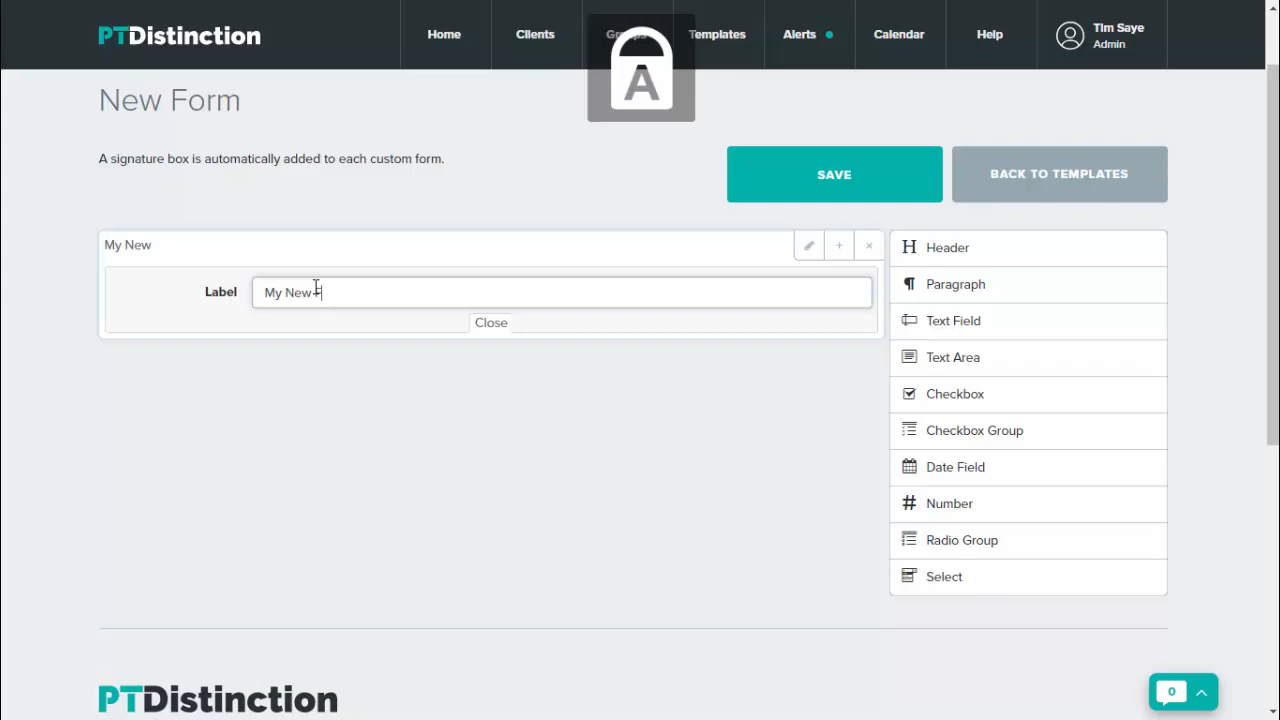 PTDistinction
Home
Clients
Templates
Alerts
Calendar
Help
Tim Saye
Admin
A
New Form
A signature box is automatically added to each custom form.
SAVE
BACK TO TEMPLATES
My New
Label
My New
Close
Header
Paragraph
Text Field
Text Area
Checkbox
Checkbox Group
Date Field
Number
Radio Group
Select
PTDistinction
0